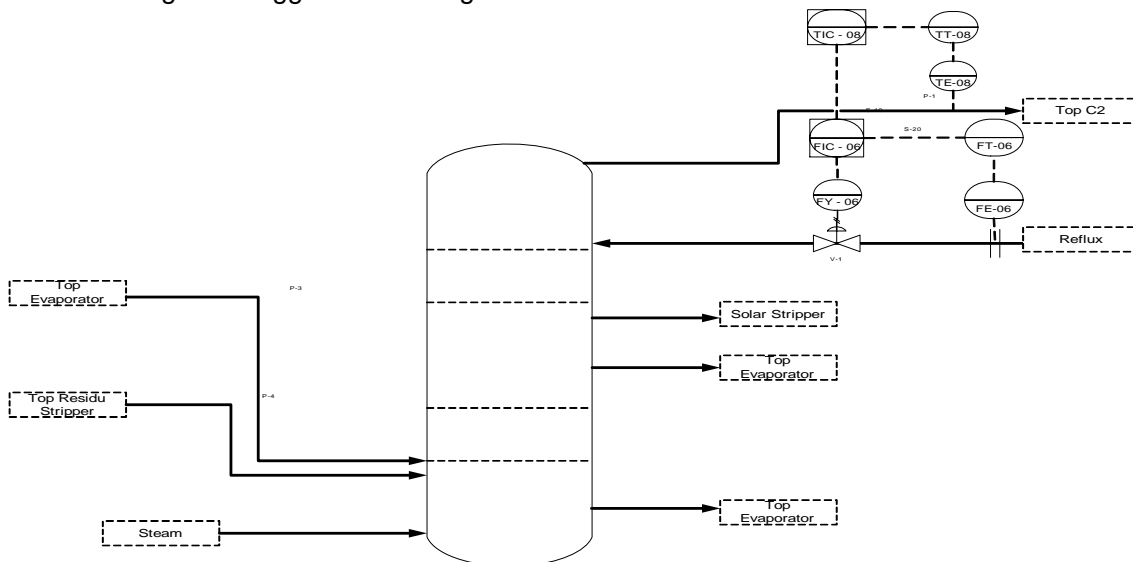 TIC - 08
TT-08
TE-08
P-1
Top C2
FIC - 06
S-20
FT-06
FY - 06
FE-06
Reflux
V-1
Top
Evaporator
P-3
Solar Stripper
Top
Evaporator
Top Residu
Stripper
P-4
Top
Evaporator
Steam